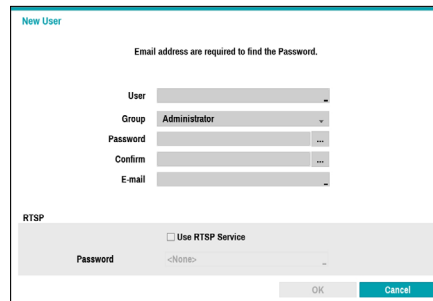 New User
Email address are required to find the Password.
User
Group Administrator
Password ...
Confirm ...
E-mail
RTSP
Use RTSP Service
Password <None>
OK Cancel